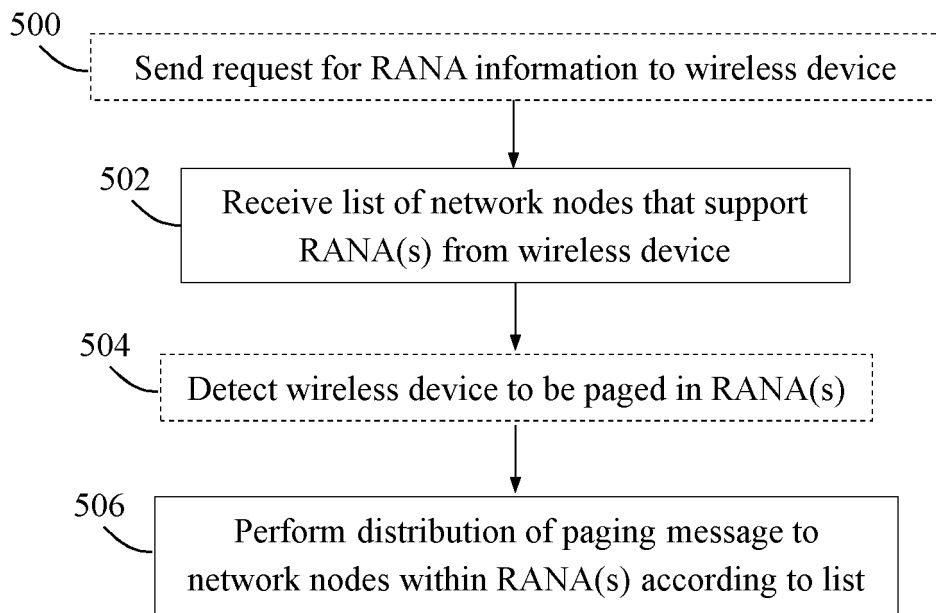 500
Send request for RANA information to wireless device
502
Receive list of network nodes that support
RANA(s) from wireless device
504
Detect wireless device to be paged in RANA(s)
506
Perform distribution of paging message to
network nodes within RANA(s) according to list